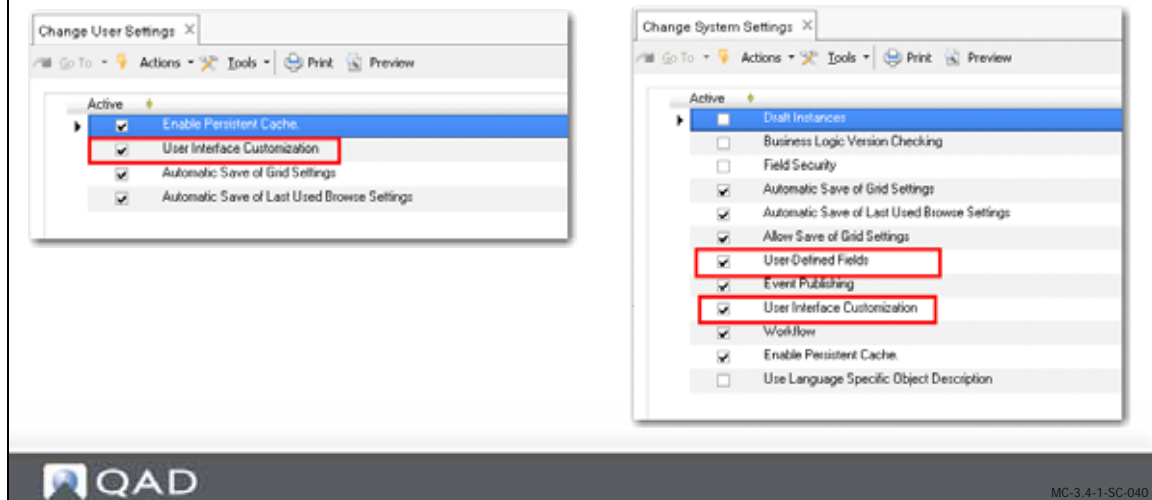 Change User Settings
Go To Actions Tools Print Preview
Active
Enable Persistent Cache.
User Interface Customization
Automatic Save of Grid Settings
Automatic Save of Last Used Browse Settings
Change System Settings
Go To Actions Tools Print Preview
Active
Draft Instances
Business Logic Version Checking
Field Security
Automatic Save of Grid Settings
Automatic Save of Last Used Browse Settings
Allow Save of Grid Settings
User-Defined Fields
Event Publishing
User Interface Customization
Workflow
Enable Persistent Cache.
Use Language Specific Object Description
QAD
MC-3.4-1-SC-040